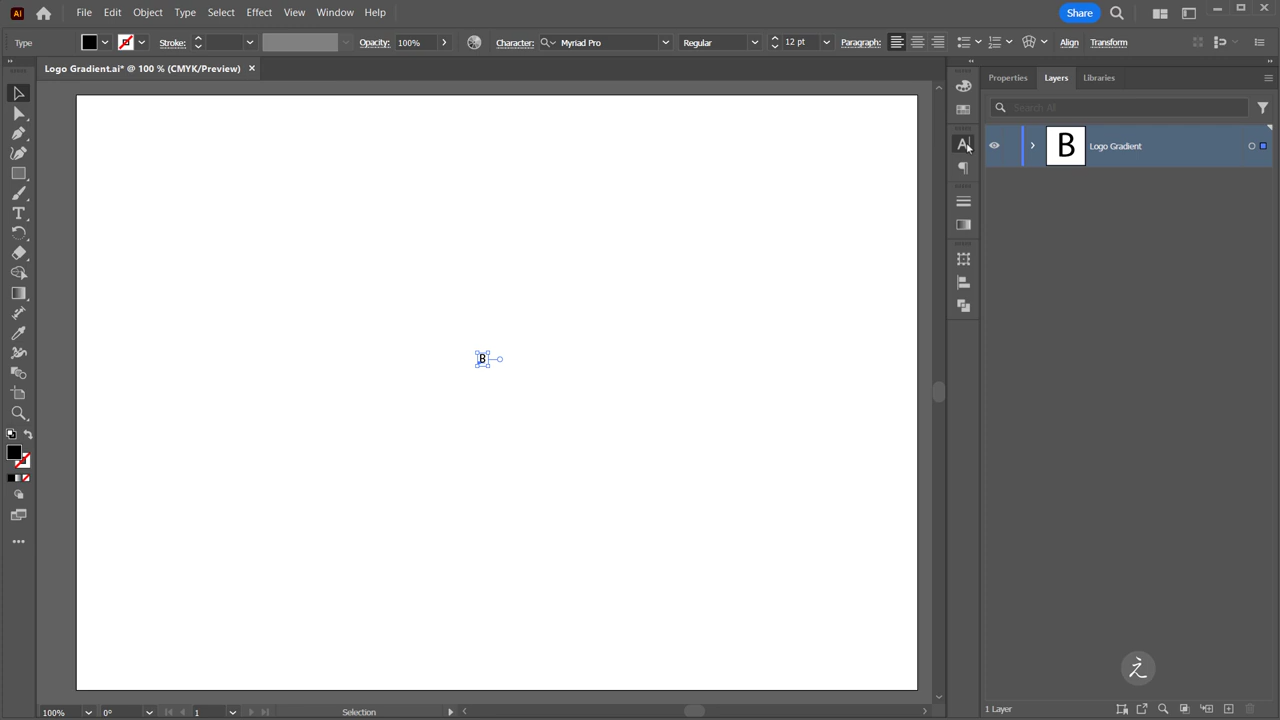 Ai File Edit Object Type Select Effect View Window Help Share
Type Stroke: Opacity: 100% Character: Myriad Pro Regular 12 pt Paragraph: Align Transform
Logo Gradient.ai* @ 100 % (CMYK/Preview) ×
Properties Layers Libraries
Search All
B Logo Gradient
B
100% 0° 1 Selection
1 Layer